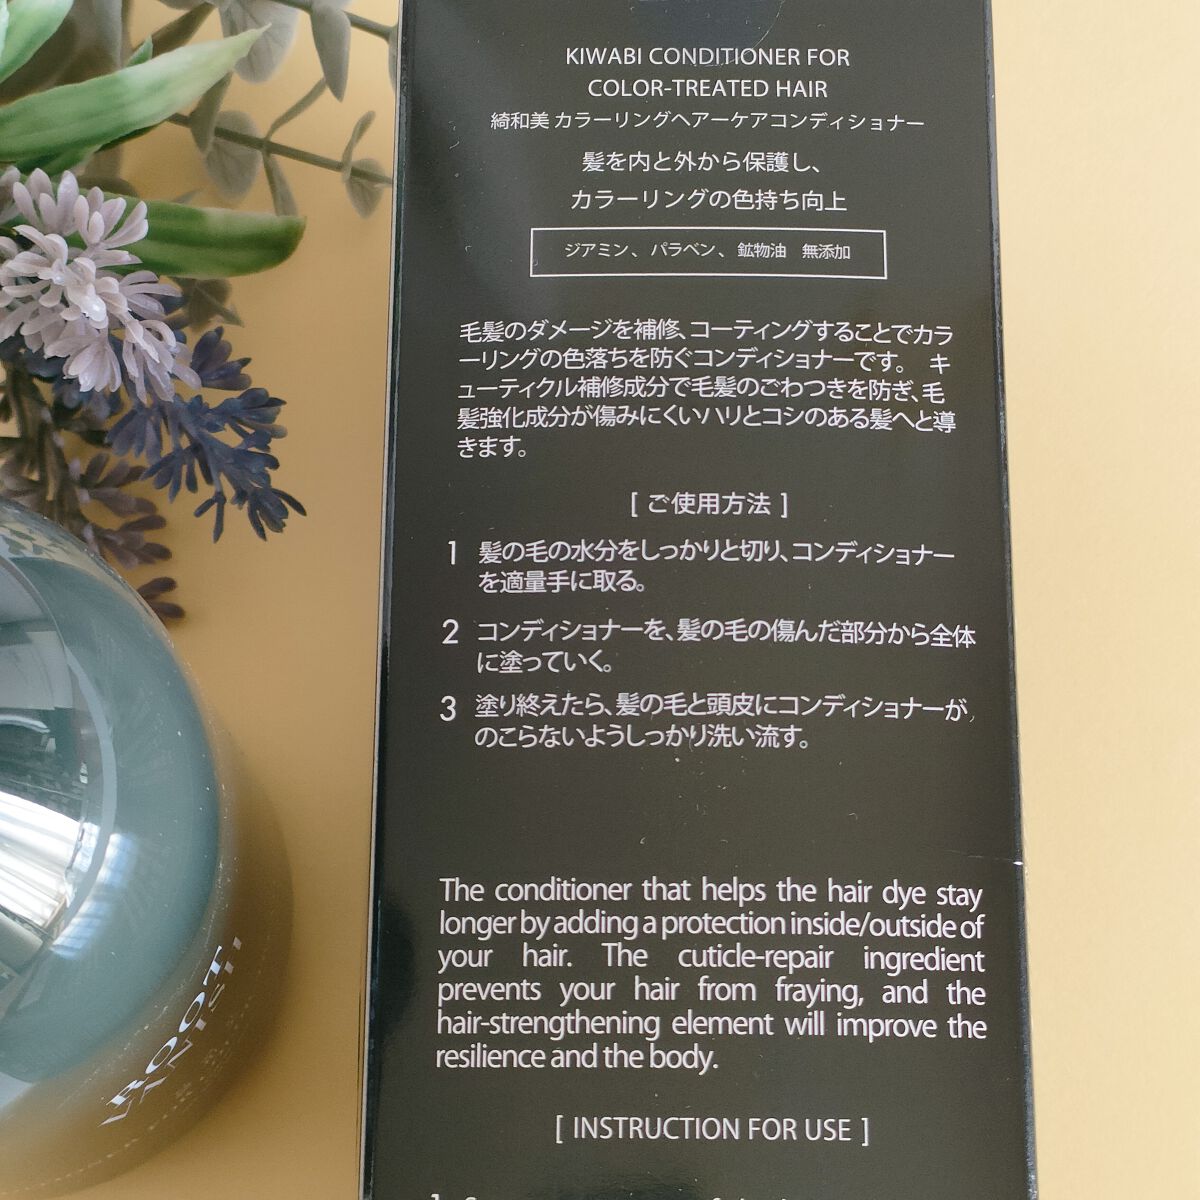 KIWABI CONDITIONER FOR
COLOR-TREATED HAIR
綺和美 カラーリングヘアーケアコンディショナー
髪を内と外から保護し、
カラーリングの色持ち向上
ジアミン、パラベン、鉱物油 無添加
毛髪のダメージを補修、コーティングすることでカラ
ーリングの色落ちを防ぐコンディショナーです。 キ
ューティクル補修成分で毛髪のごわつきを防ぎ、毛
髪強化成分が傷みにくいハリとコシのある髪へと導
きます。
[ ご使用方法 ]
1 髪の毛の水分をしっかりと切り、コンディショナー
を適量手に取る。
2 コンディショナーを、髪の毛の傷んだ部分から全体
に塗っていく。
3 塗り終えたら、髪の毛と頭皮にコンディショナーが
のこらないようしっかり洗い流す。
The conditioner that helps the hair dye stay
longer by adding a protection inside/outside of
your hair. The cuticle-repair ingredient
prevents your hair from fraying, and the
hair-strengthening element will improve the
resilience and the body.
[ INSTRUCTION FOR USE ]
ROOT
VANISH